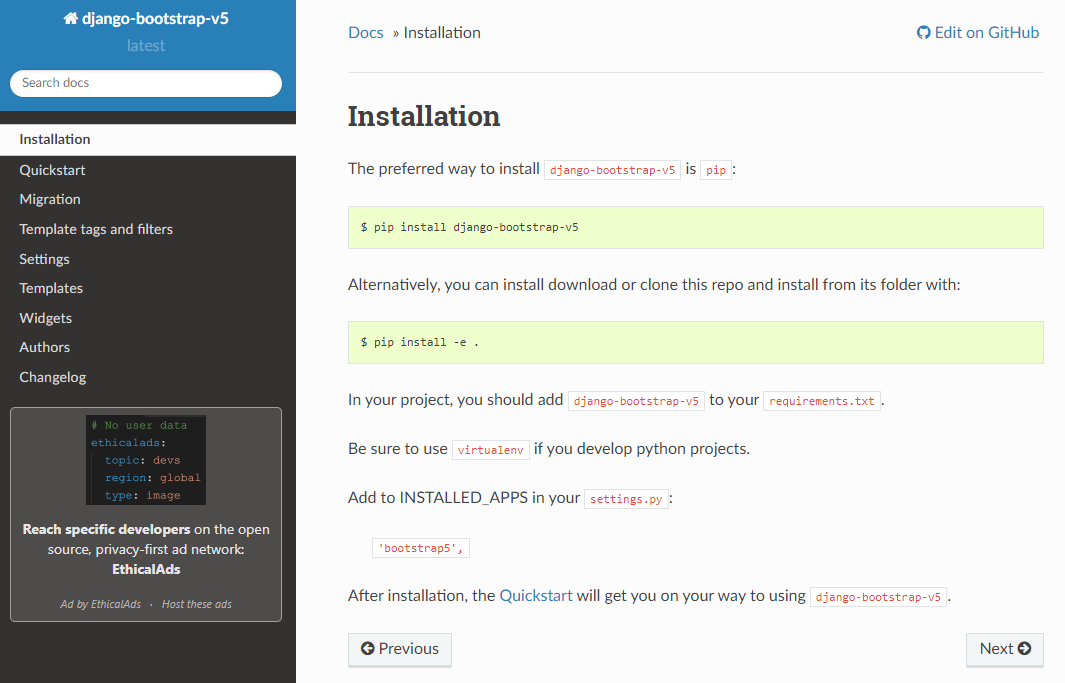 django-bootstrap-v5
latest
Search docs
Installation
Quickstart
Migration
Template tags and filters
Settings
Templates
Widgets
Authors
Changelog
# No user data
ethicalads:
topic: devs
region: global
type: image
Reach specific developers on the open
source, privacy-first ad network:
EthicalAds
Ad by EthicalAds · Host these ads
Docs » Installation
Edit on GitHub
Installation
The preferred way to install django-bootstrap-v5 is pip:
$ pip install django-bootstrap-v5
Alternatively, you can install download or clone this repo and install from its folder with:
$ pip install -e .
In your project, you should add django-bootstrap-v5 to your requirements.txt.
Be sure to use virtualenv if you develop python projects.
Add to INSTALLED_APPS in your settings.py:
'bootstrap5',
After installation, the Quickstart will get you on your way to using django-bootstrap-v5.
Previous
Next